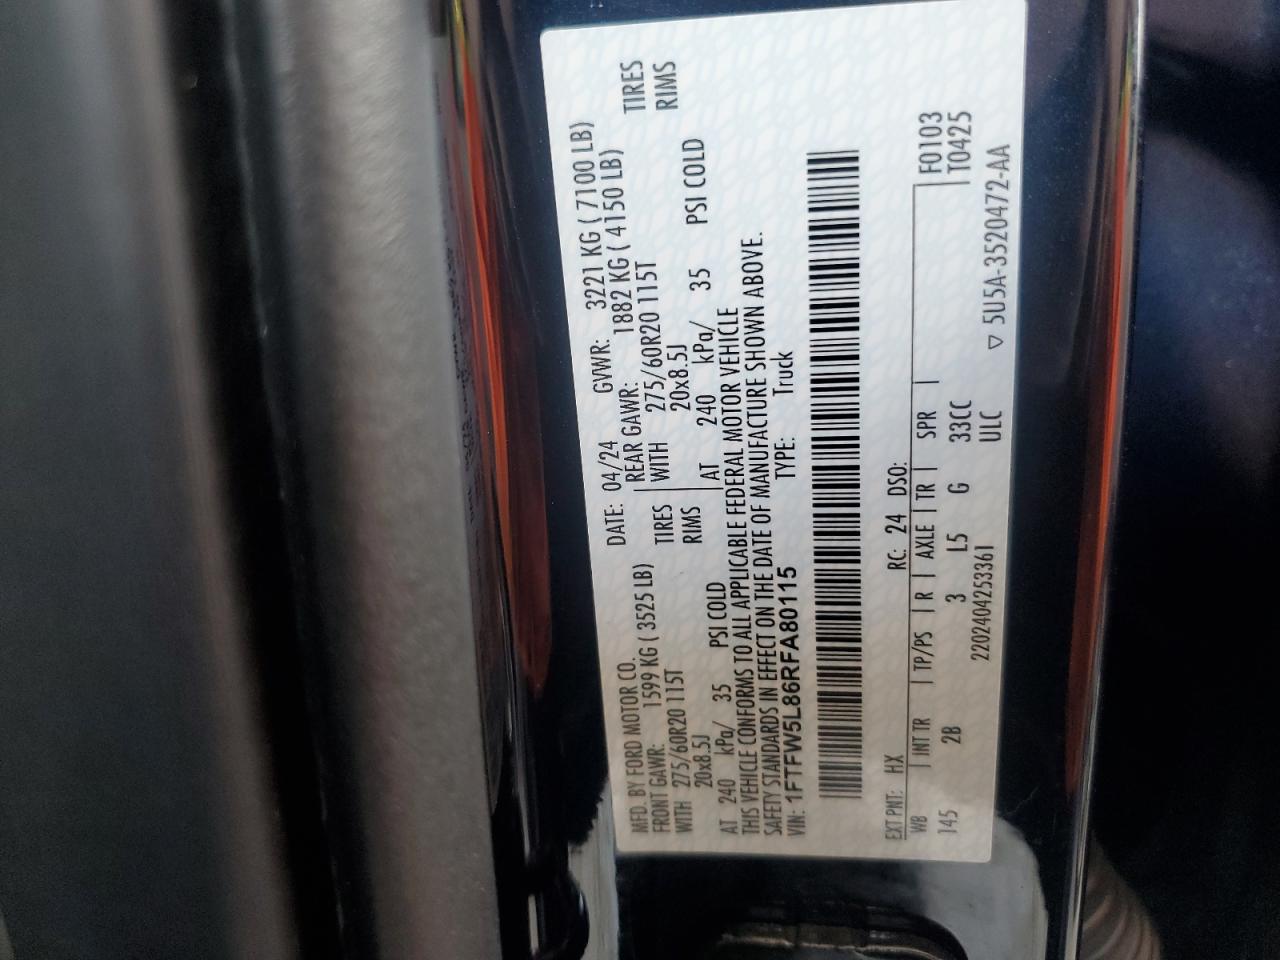 MFD. BY FORD MOTOR CO.
DATE: 04/24 GVWR: 3221 KG ( 7100 LB)
FRONT GAWR: 1599 KG ( 3525 LB)
REAR GAWR: 1882 KG ( 4150 LB)
WITH 275/60R20 115T TIRES
WITH 275/60R20 115T TIRES
20x8.5J RIMS
20x8.5J RIMS
AT 240 kPa/ 35 PSI COLD
AT 240 kPa/ 35 PSI COLD
THIS VEHICLE CONFORMS TO ALL APPLICABLE FEDERAL MOTOR VEHICLE
SAFETY STANDARDS IN EFFECT ON THE DATE OF MANUFACTURE SHOWN ABOVE.
VIN: 1FTFW5L86RFA80115 TYPE: Truck
EXT PNT: HX RC: 24 DSO: F0103
WB INT TR TP/PS R AXLE TR SPR T0425
145 2B 3 L5 G 33CC
2202404253361 ULC 5U5A-3520472-AA